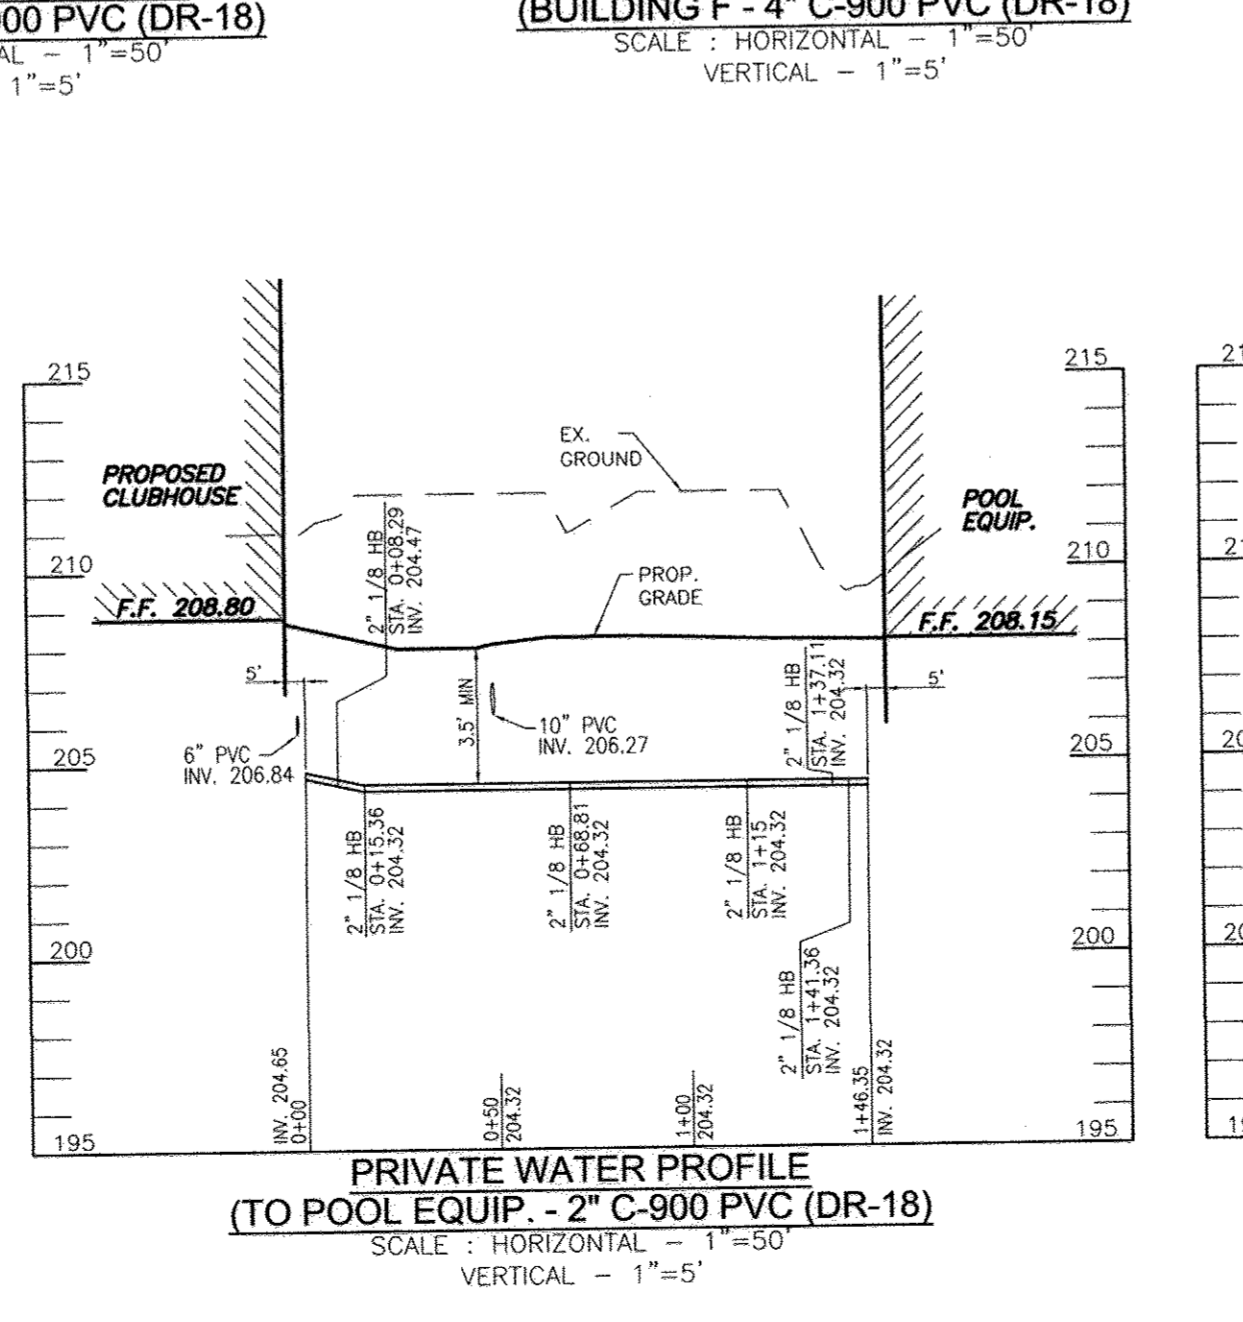 00 PVC (DR-18)
AL - 1"=50'
1"=5'
(BUILDING F - 4" C-900 PVC (DR-18)
SCALE : HORIZONTAL - 1"=50'
VERTICAL - 1"=5'
215
215
PROPOSED
CLUBHOUSE
EX.
GROUND
POOL
EQUIP.
2" 1/8 HB
STA. 0+08.29
INV. 204.47
210
210
F.F. 208.80
PROP.
GRADE
F.F. 208.15
5'
3.5' MIN
2" 1/8 HB
STA. 1+37.11
INV. 204.32
5'
6" PVC
INV. 206.84
10" PVC
INV. 206.27
205
205
2" 1/8 HB
STA. 0+15.36
INV. 204.32
2" 1/8 HB
STA. 0+68.81
INV. 204.32
2" 1/8 HB
STA. 1+15
INV. 204.32
200
200
2" 1/8 HB
STA. 1+41.36
INV. 204.32
INV. 204.65
0+00
0+50
204.32
1+00
204.32
1+46.35
INV. 204.32
195
195
PRIVATE WATER PROFILE
(TO POOL EQUIP. - 2" C-900 PVC (DR-18)
SCALE : HORIZONTAL - 1"=50'
VERTICAL - 1"=5'